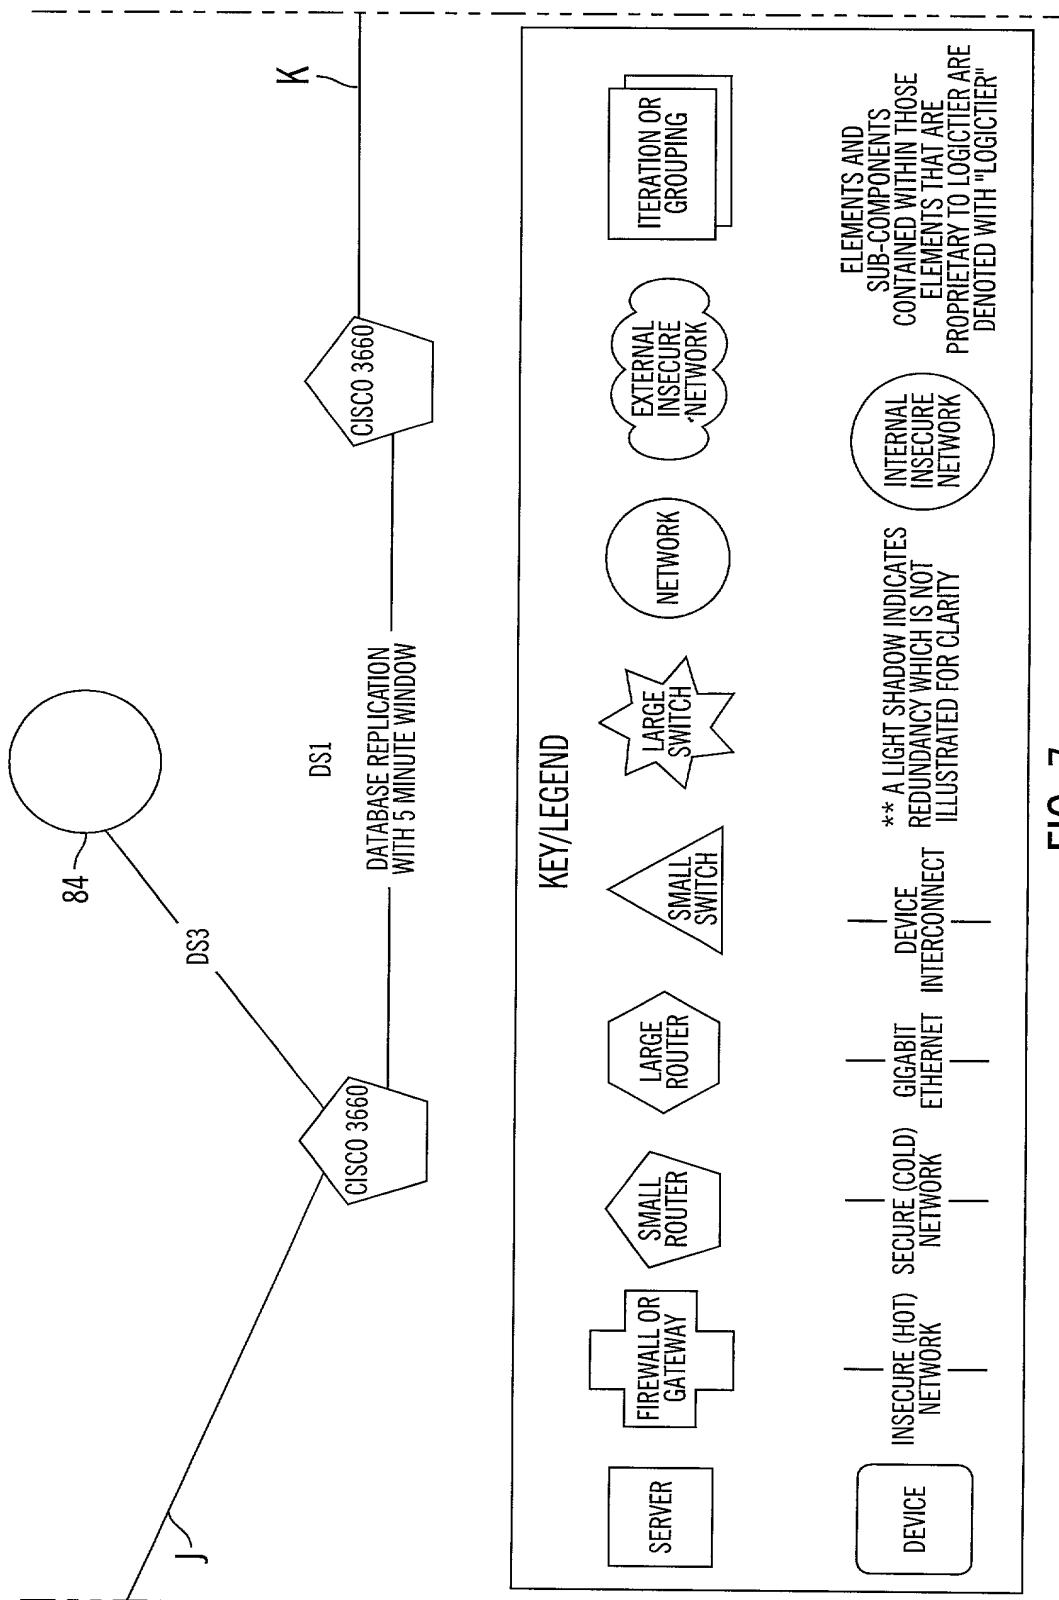 84
DS3
J
K
CISCO 3660
DS1
DATABASE REPLICATION
WITH 5 MINUTE WINDOW
CISCO 3660
KEY/LEGEND
SERVER
FIREWALL OR
GATEWAY
SMALL
ROUTER
LARGE
ROUTER
SMALL
SWITCH
LARGE
SWITCH
NETWORK
EXTERNAL
INSECURE
NETWORK
ITERATION OR
GROUPING
DEVICE
INSECURE (HOT)
NETWORK
SECURE (COLD)
NETWORK
GIGABIT
ETHERNET
DEVICE
INTERCONNECT
** A LIGHT SHADOW INDICATES
REDUNDANCY WHICH IS NOT
ILLUSTRATED FOR CLARITY
INTERNAL
INSECURE
NETWORK
ELEMENTS AND
SUB-COMPONENTS
CONTAINED WITHIN THOSE
ELEMENTS THAT ARE
PROPRIETARY TO LOGICTIER ARE
DENOTED WITH "LOGICTIER"